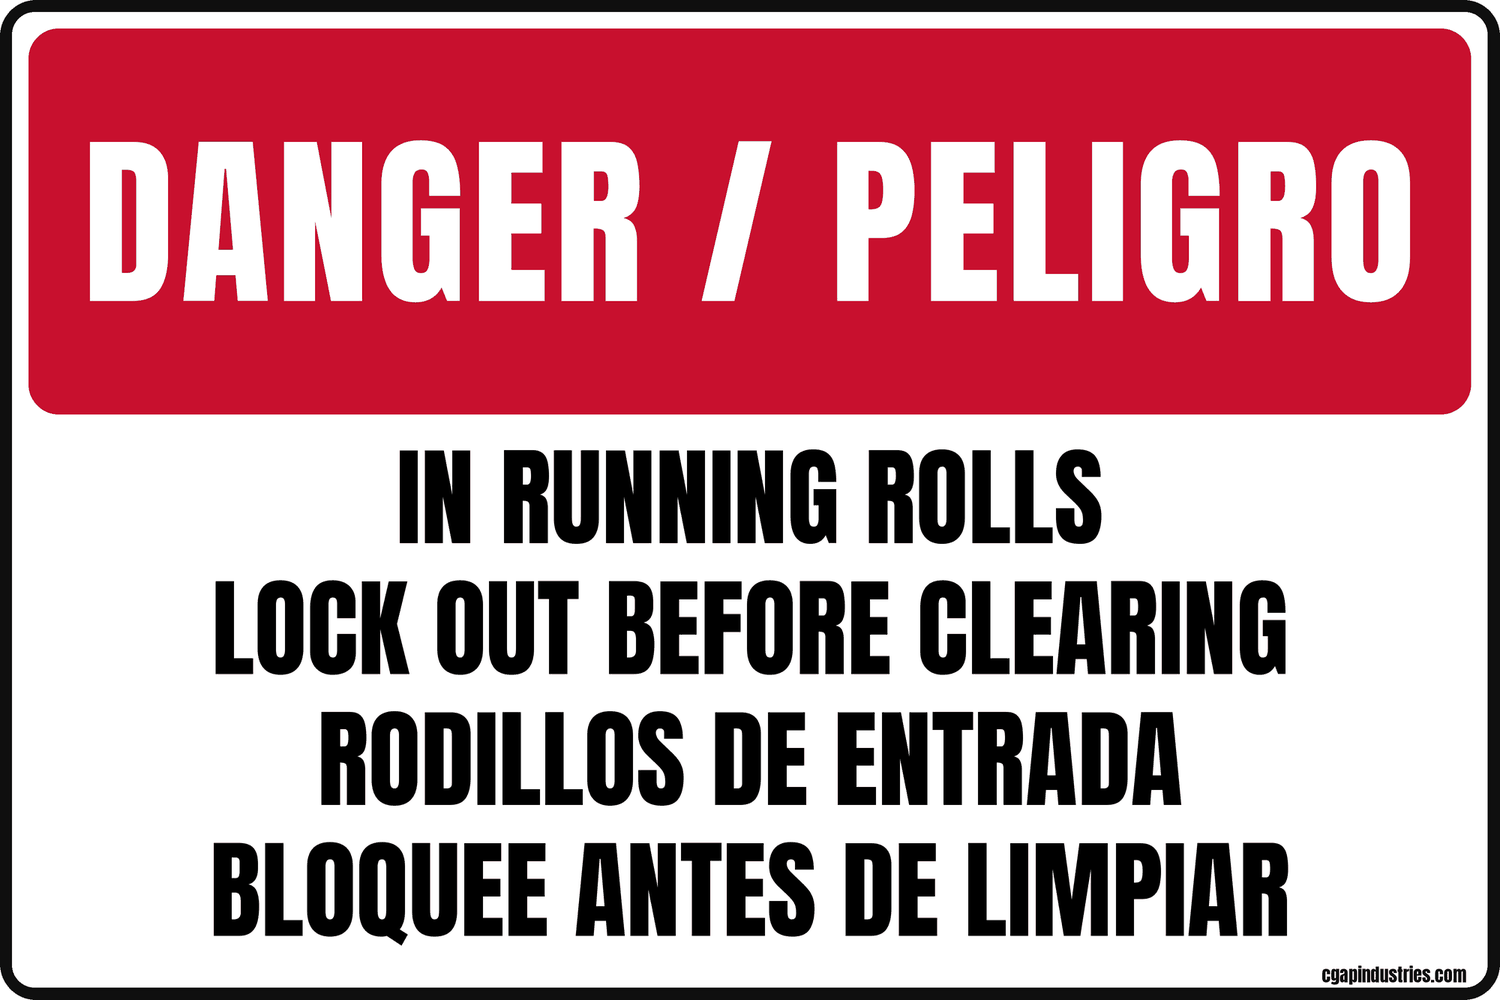 DANGER / PELIGRO
IN RUNNING ROLLS
LOCK OUT BEFORE CLEARING
RODILLOS DE ENTRADA
BLOQUEE ANTES DE LIMPIAR
cgapindustries.com